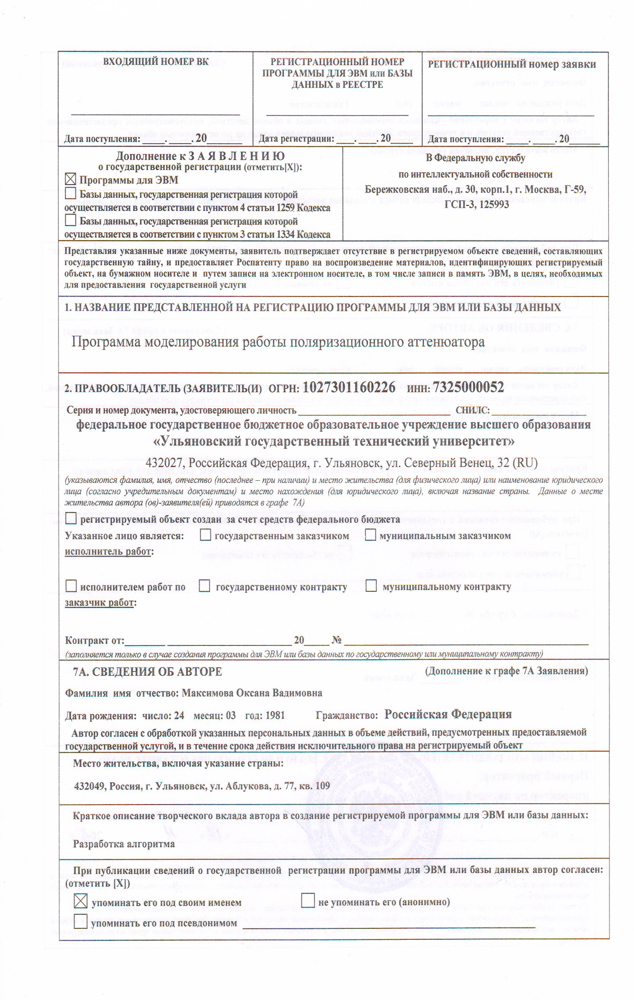 ВХОДЯЩИЙ НОМЕР ВК
Дата поступления: ____. ____. 20______
РЕГИСТРАЦИОННЫЙ НОМЕР
ПРОГРАММЫ ДЛЯ ЭВМ или БАЗЫ
ДАННЫХ в РЕЕСТРЕ
Дата регистрации: ____. ____. 20____
РЕГИСТРАЦИОННЫЙ номер заявки
Дата поступления: ____. ____. 20______
Дополнение к З А Я В Л Е Н И Ю
о государственной регистрации (отметить[X]):
☒ Программы для ЭВМ
☐ Базы данных, государственная регистрация которой
осуществляется в соответствии с пунктом 4 статьи 1259 Кодекса
☐ Базы данных, государственная регистрация которой
осуществляется в соответствии с пунктом 3 статьи 1334 Кодекса
В Федеральную службу
по интеллектуальной собственности
Бережковская наб., д. 30, корп.1, г. Москва, Г-59,
ГСП-3, 125993
Представляя указанные ниже документы, заявитель подтверждает отсутствие в регистрируемом объекте сведений, составляющих
государственную тайну, и предоставляет Роспатенту право на воспроизведение материалов, идентифицирующих регистрируемый
объект, на бумажном носителе и путем записи на электронном носителе, в том числе записи в память ЭВМ, в целях, необходимых
для предоставления государственной услуги
1. НАЗВАНИЕ ПРЕДСТАВЛЕННОЙ НА РЕГИСТРАЦИЮ ПРОГРАММЫ ДЛЯ ЭВМ ИЛИ БАЗЫ ДАННЫХ
Программа моделирования работы поляризационного аттенюатора
2. ПРАВООБЛАДАТЕЛЬ (ЗАЯВИТЕЛЬ(И) ОГРН: 1027301160226 ИНН: 7325000052
Серия и номер документа, удостоверяющего личность ______________________ СНИЛС: ______________
федеральное государственное бюджетное образовательное учреждение высшего образования
«Ульяновский государственный технический университет»
432027, Российская Федерация, г. Ульяновск, ул. Северный Венец, 32 (RU)
(указываются фамилия, имя, отчество (последнее – при наличии) и место жительства (для физического лица) или наименование юридического
лица (согласно учредительным документам) и место нахождения (для юридического лица), включая название страны. Данные о месте
жительства автора (ов)-заявителя(ей) приводятся в графе 7А)
☐ регистрируемый объект создан за счет средств федерального бюджета
Указанное лицо является: ☐ государственным заказчиком ☐ муниципальным заказчиком
исполнитель работ:
☐ исполнителем работ по ☐ государственному контракту ☐ муниципальному контракту
заказчик работ:
Контракт от:_______ ____________________ 20____ № ______________________________
(заполняется только в случае создания программы для ЭВМ или базы данных по государственному или муниципальному контракту)
7А. СВЕДЕНИЯ ОБ АВТОРЕ (Дополнение к графе 7А Заявления)
Фамилия имя отчество: Максимова Оксана Вадимовна
Дата рождения: число: 24 месяц: 03 год: 1981 Гражданство: Российская Федерация
Автор согласен с обработкой указанных персональных данных в объеме действий, предусмотренных предоставляемой
государственной услугой, и в течение срока действия исключительного права на регистрируемый объект
Место жительства, включая указание страны:
432049, Россия, г. Ульяновск, ул. Аблукова, д. 77, кв. 109
Краткое описание творческого вклада автора в создание регистрируемой программы для ЭВМ или базы данных:
Разработка алгоритма
При публикации сведений о государственной регистрации программы для ЭВМ или базы данных автор согласен:
(отметить [X])
☒ упоминать его под своим именем ☐ не упоминать его (анонимно)
☐ упоминать его под псевдонимом ______________________________